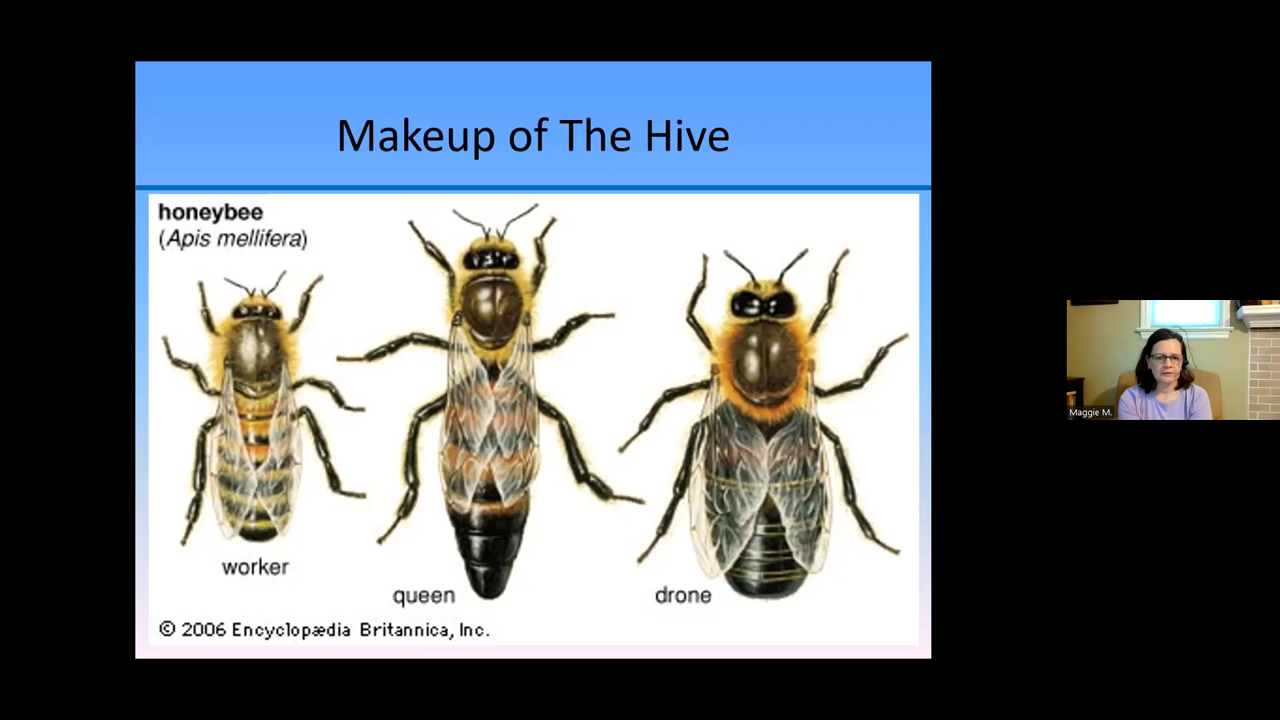 Makeup of The Hive
honeybee
(Apis mellifera)
worker
queen
drone
© 2006 Encyclopædia Britannica, Inc.
Maggie M.